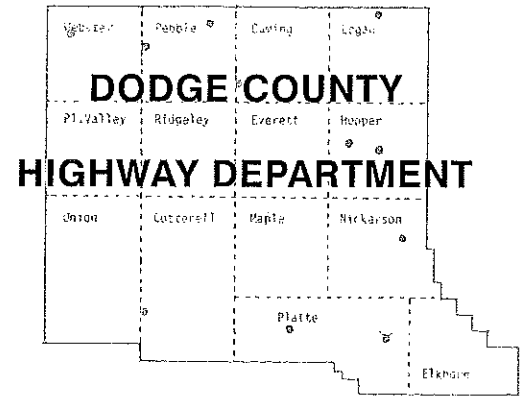 Webster Pebble Cuming Logan
DODGE COUNTY
Pl.Valley Ridgeley Everett Hooper
HIGHWAY DEPARTMENT
Union Cotterell Maple Nickerson
Platte
Elkhorn